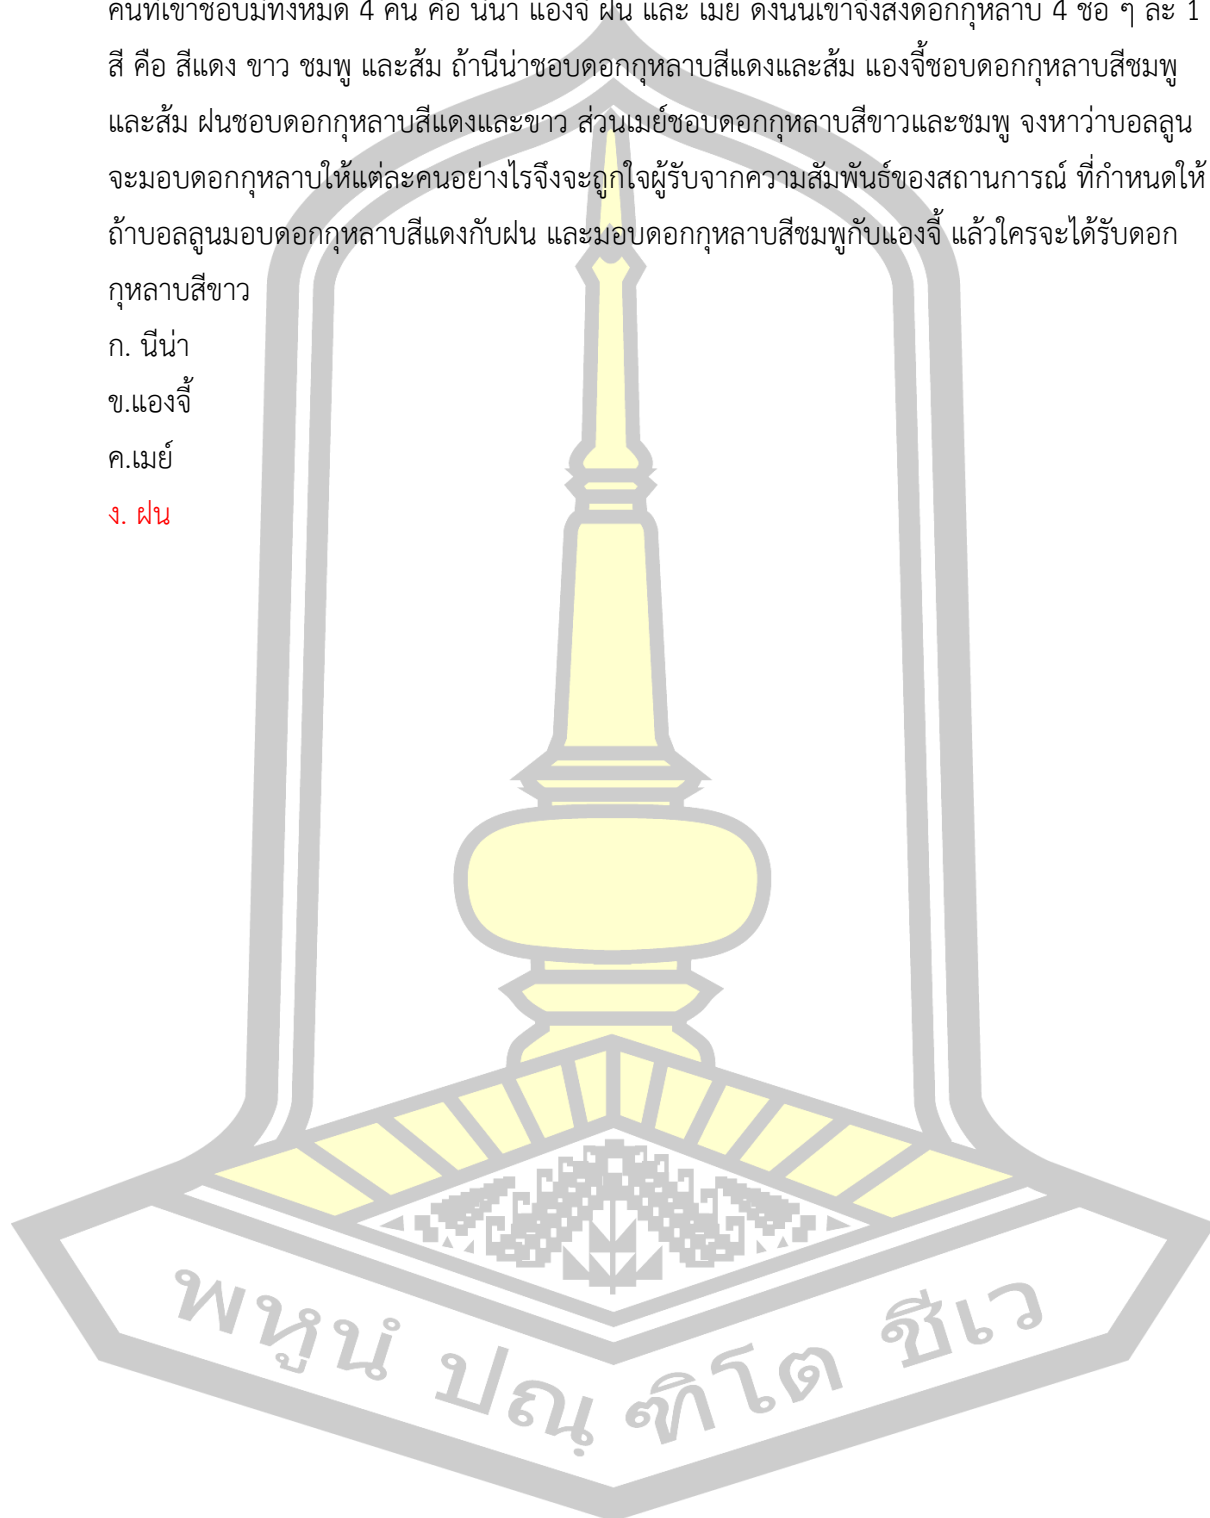 คนที่เขาชอบมีทั้งหมด 4 คน คือ นีน่า แองจี้ ฝน และ เมย์ ดังนั้นเขาจึงสั่งดอกกุหลาบ 4 ช่อ ๆ ละ 1
สี คือ สีแดง ขาว ชมพู และส้ม ถ้านีน่าชอบดอกกุหลาบสีแดงและส้ม แองจี้ชอบดอกกุหลาบสีชมพู
และส้ม ฝนชอบดอกกุหลาบสีแดงและขาว ส่วนเมย์ชอบดอกกุหลาบสีขาวและชมพู จงหาว่าบอลลูน
จะมอบดอกกุหลาบให้แต่ละคนอย่างไรจึงจะถูกใจผู้รับจากความสัมพันธ์ของสถานการณ์ ที่กำหนดให้
ถ้าบอลลูนมอบดอกกุหลาบสีแดงกับฝน และมอบดอกกุหลาบสีชมพูกับแองจี้ แล้วใครจะได้รับดอก
กุหลาบสีขาว
ก. นีน่า
ข.แองจี้
ค.เมย์
ง. ฝน
พหูนํ ปณฺ ฑิโต ชีเว